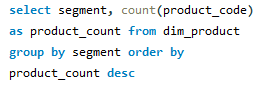 select segment, count(product_code)
as product_count from dim_product
group by segment order by
product_count desc